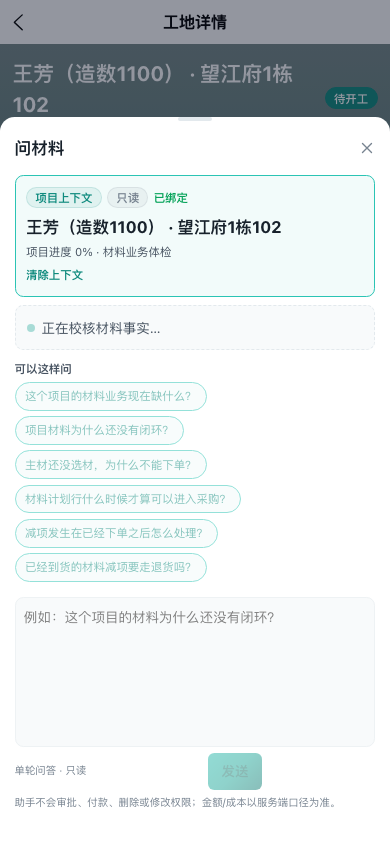 工地详情
王芳（造数1100） · 望江府1栋
102
待开工
问材料
项目上下文 只读 已绑定
王芳（造数1100） · 望江府1栋102
项目进度 0% · 材料业务体检
清除上下文
正在校核材料事实...
可以这样问
这个项目的材料业务现在缺什么？
项目材料为什么还没有闭环？
主材还没选材，为什么不能下单？
材料计划行什么时候才算可以进入采购？
减项发生在已经下单之后怎么处理？
已经到货的材料减项要走退货吗？
例如：这个项目的材料为什么还没有闭环？
单轮问答 · 只读
发送
助手不会审批、付款、删除或修改权限；金额/成本以服务端口径为准。